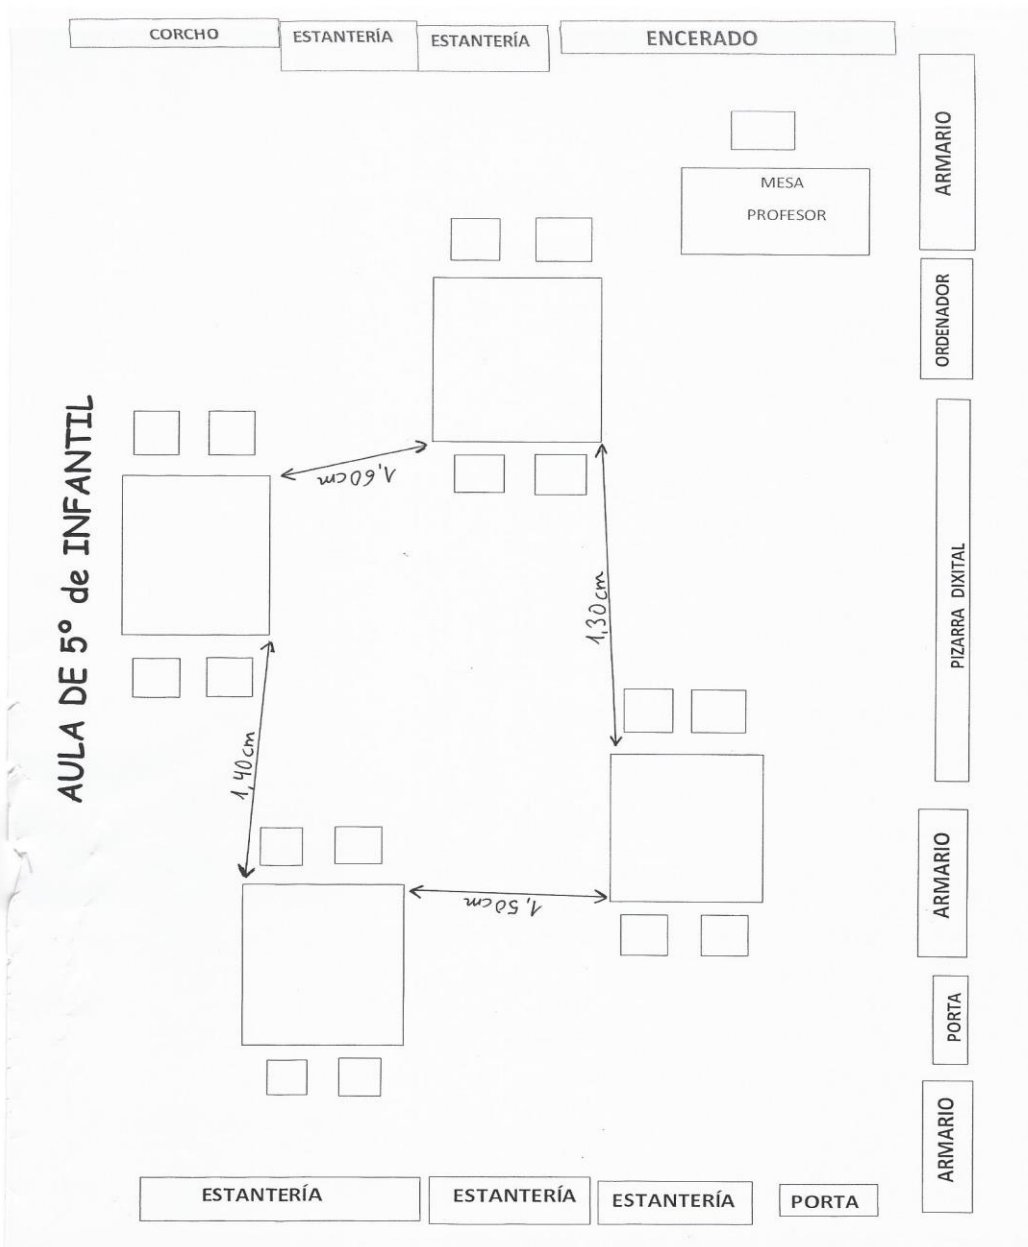 CORCHO
ESTANTERÍA
ESTANTERÍA
ENCERADO
ARMARIO
MESA
PROFESOR
ORDENADOR
AULA DE 5º de INFANTIL
1,60cm
1,30cm
PIZARRA DIXITAL
1,40cm
ARMARIO
1,50cm
PORTA
ARMARIO
ESTANTERÍA
ESTANTERÍA
ESTANTERÍA
PORTA